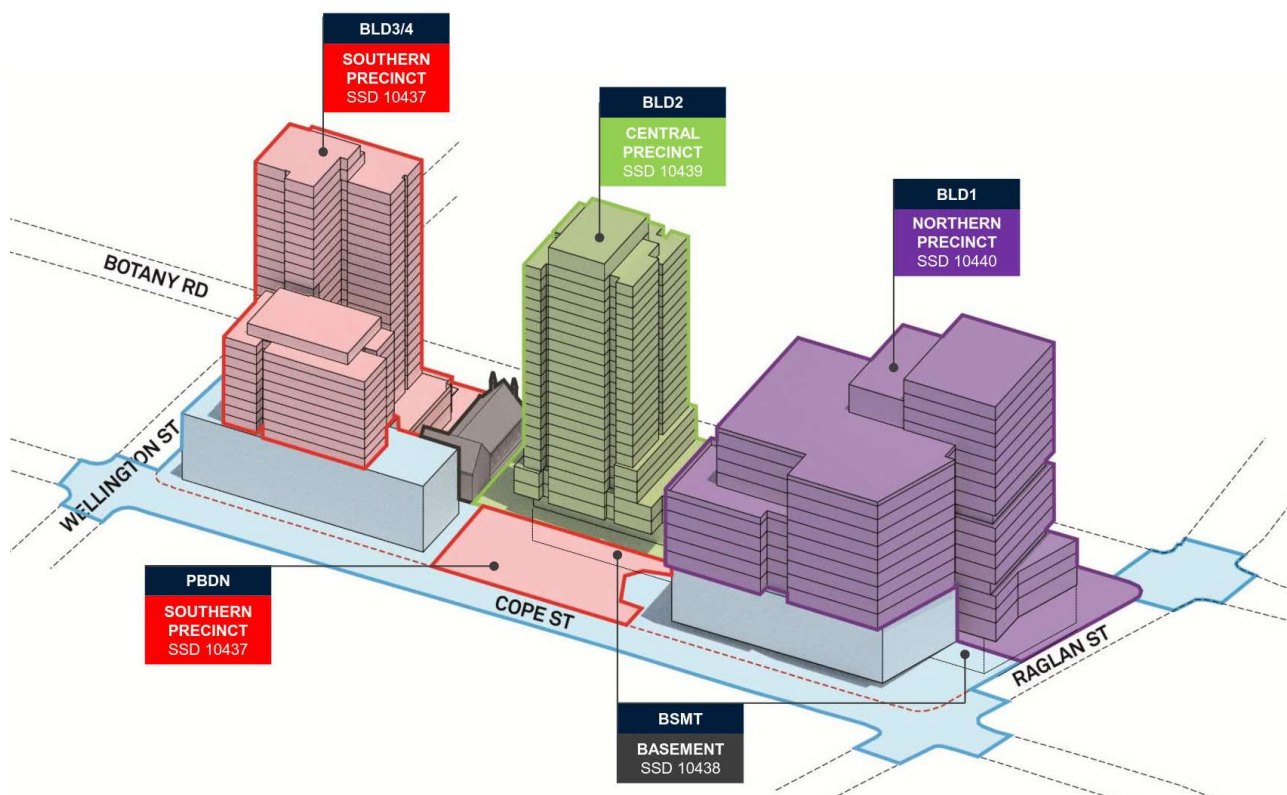 BLD3/4
SOUTHERN
PRECINCT
SSD 10437
BLD2
CENTRAL
PRECINCT
SSD 10439
BLD1
NORTHERN
PRECINCT
SSD 10440
BOTANY RD
WELLINGTON ST
PBDN
SOUTHERN
PRECINCT
SSD 10437
COPE ST
RAGLAN ST
BSMT
BASEMENT
SSD 10438